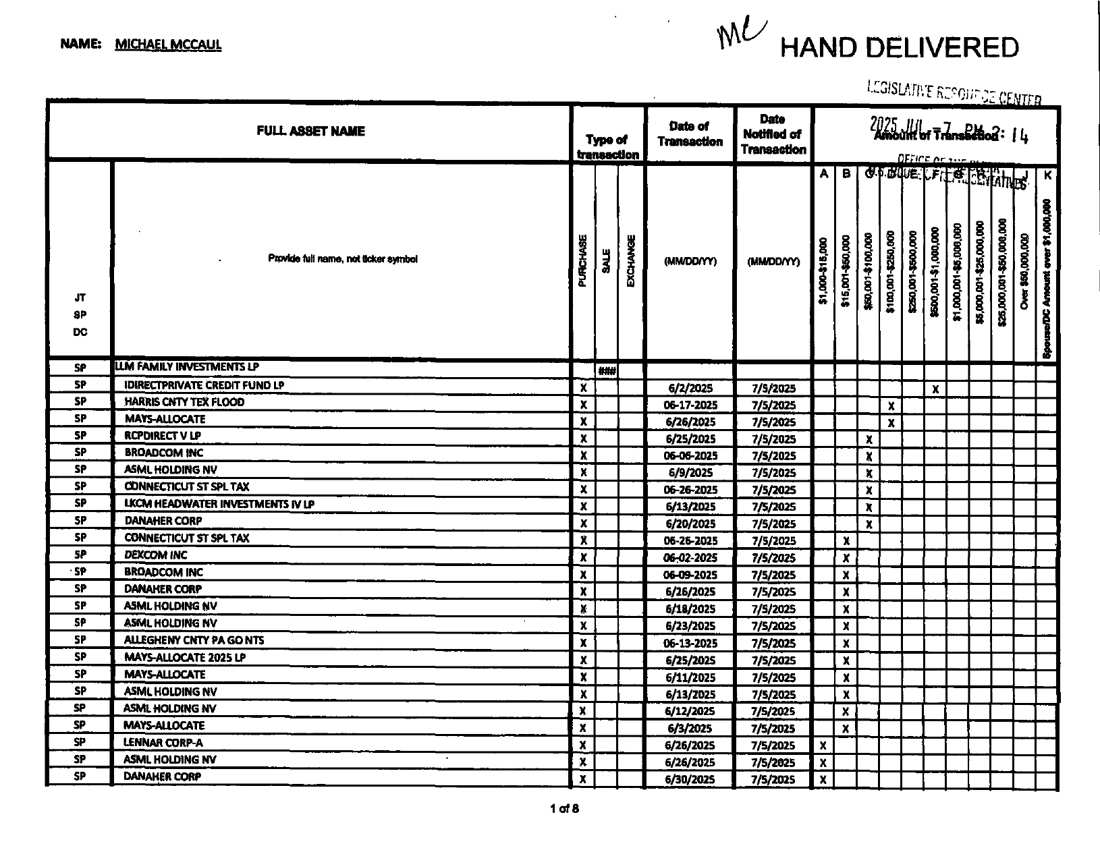 NAME: MICHAEL MCCAUL
MC
HAND DELIVERED
LEGISLATIVE RESOURCE CENTER
2025 JUL -7 PM 2:14
FULL ASSET NAME
Type of transaction
Date of Transaction
Date Notified of Transaction
Amount of Transaction
A B C E F G J K
Provide full name, not ticker symbol
JT
SP
DC
PURCHASE
SALE
EXCHANGE
(MM/DD/YY)
(MM/DD/YY)
$1,000-$15,000
$15,001-$50,000
$50,001-$100,000
$100,001-$250,000
$250,001-$500,000
$500,001-$1,000,000
$1,000,001-$5,000,000
$5,000,001-$25,000,000
$25,000,001-$50,000,000
Over $50,000,000
Spouse/DC Amount over $1,000,000
SP LLM FAMILY INVESTMENTS LP ###
SP IDIRECTPRIVATE CREDIT FUND LP X 6/2/2025 7/5/2025 X
SP HARRIS CNTY TEX FLOOD X 06-17-2025 7/5/2025 X
SP MAYS-ALLOCATE X 6/26/2025 7/5/2025 X
SP RCPDIRECT V LP X 6/25/2025 7/5/2025 X
SP BROADCOM INC X 06-06-2025 7/5/2025 X
SP ASML HOLDING NV X 6/9/2025 7/5/2025 X
SP CONNECTICUT ST SPL TAX X 06-26-2025 7/5/2025 X
SP LKCM HEADWATER INVESTMENTS IV LP X 6/13/2025 7/5/2025 X
SP DANAHER CORP X 6/20/2025 7/5/2025 X
SP CONNECTICUT ST SPL TAX X 06-26-2025 7/5/2025 X
SP DEXCOM INC X 06-02-2025 7/5/2025 X
SP BROADCOM INC X 06-09-2025 7/5/2025 X
SP DANAHER CORP X 6/26/2025 7/5/2025 X
SP ASML HOLDING NV X 6/18/2025 7/5/2025 X
SP ASML HOLDING NV X 6/23/2025 7/5/2025 X
SP ALLEGHENY CNTY PA GO NTS X 06-13-2025 7/5/2025 X
SP MAYS-ALLOCATE 2025 LP X 6/25/2025 7/5/2025 X
SP MAYS-ALLOCATE X 6/11/2025 7/5/2025 X
SP ASML HOLDING NV X 6/13/2025 7/5/2025 X
SP ASML HOLDING NV X 6/12/2025 7/5/2025 X
SP MAYS-ALLOCATE X 6/3/2025 7/5/2025 X
SP LENNAR CORP-A X 6/26/2025 7/5/2025 X
SP ASML HOLDING NV X 6/26/2025 7/5/2025 X
SP DANAHER CORP X 6/30/2025 7/5/2025 X
1 of 8